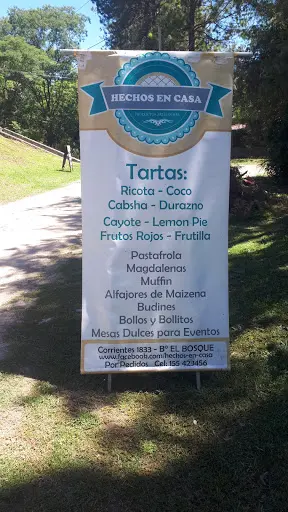 HECHOS EN CASA
Tartas:
Ricota - Coco
Cabsha - Durazno
Cayote - Lemon Pie
Frutos Rojos - Frutilla
Pastafrola
Magdalenas
Muffin
Alfajores de Maizena
Budines
Bollos y Bollitos
Mesas Dulces para Eventos
Corrientes 1833 - Bº EL BOSQUE
www.facebook.com/hechos-en-casa
Por Pedidos Cel: 155 423456